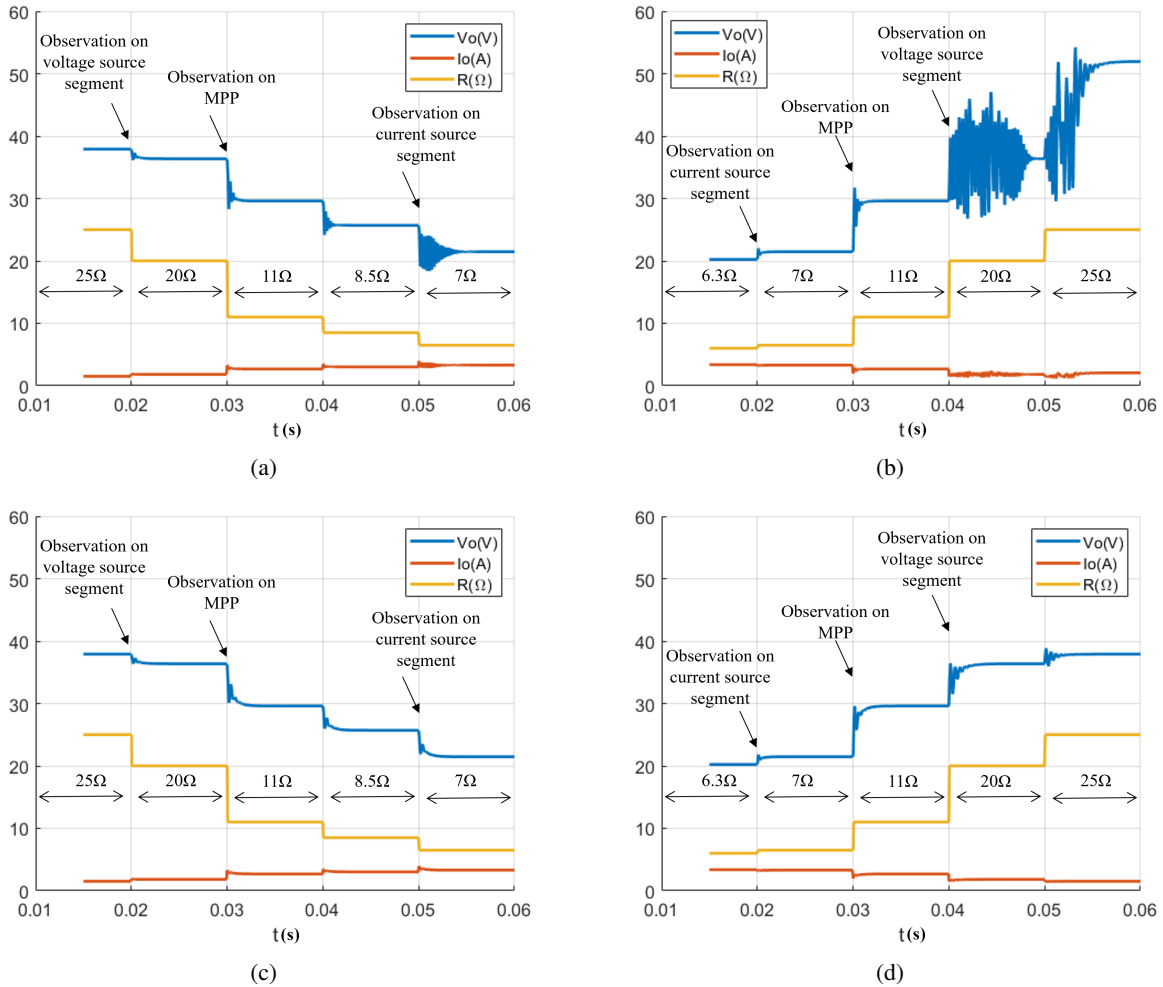 60
50
40
30
20
10
0
Observation on
voltage source
segment
Observation on
MPP
Vo(V)
Io(A)
R(Ω)
Observation on
current source
segment
25Ω
20Ω
11Ω
8.5Ω
7Ω
0.01
0.02
0.03
0.04
0.05
0.06
t (s)
(a)
60
50
40
30
20
10
0
Vo(V)
Io(A)
R(Ω)
Observation on
voltage source
segment
Observation on
MPP
Observation on
current source
segment
6.3Ω
7Ω
11Ω
20Ω
25Ω
0.01
0.02
0.03
0.04
0.05
0.06
t (s)
(b)
60
50
40
30
20
10
0
Observation on
voltage source
segment
Observation on
MPP
Vo(V)
Io(A)
R(Ω)
Observation on
current source
segment
25Ω
20Ω
11Ω
8.5Ω
7Ω
0.01
0.02
0.03
0.04
0.05
0.06
t (s)
(c)
60
50
40
30
20
10
0
Observation on
voltage source
segment
Vo(V)
Io(A)
R(Ω)
Observation on
MPP
Observation on
current source
segment
6.3Ω
7Ω
11Ω
20Ω
25Ω
0.01
0.02
0.03
0.04
0.05
0.06
t (s)
(d)